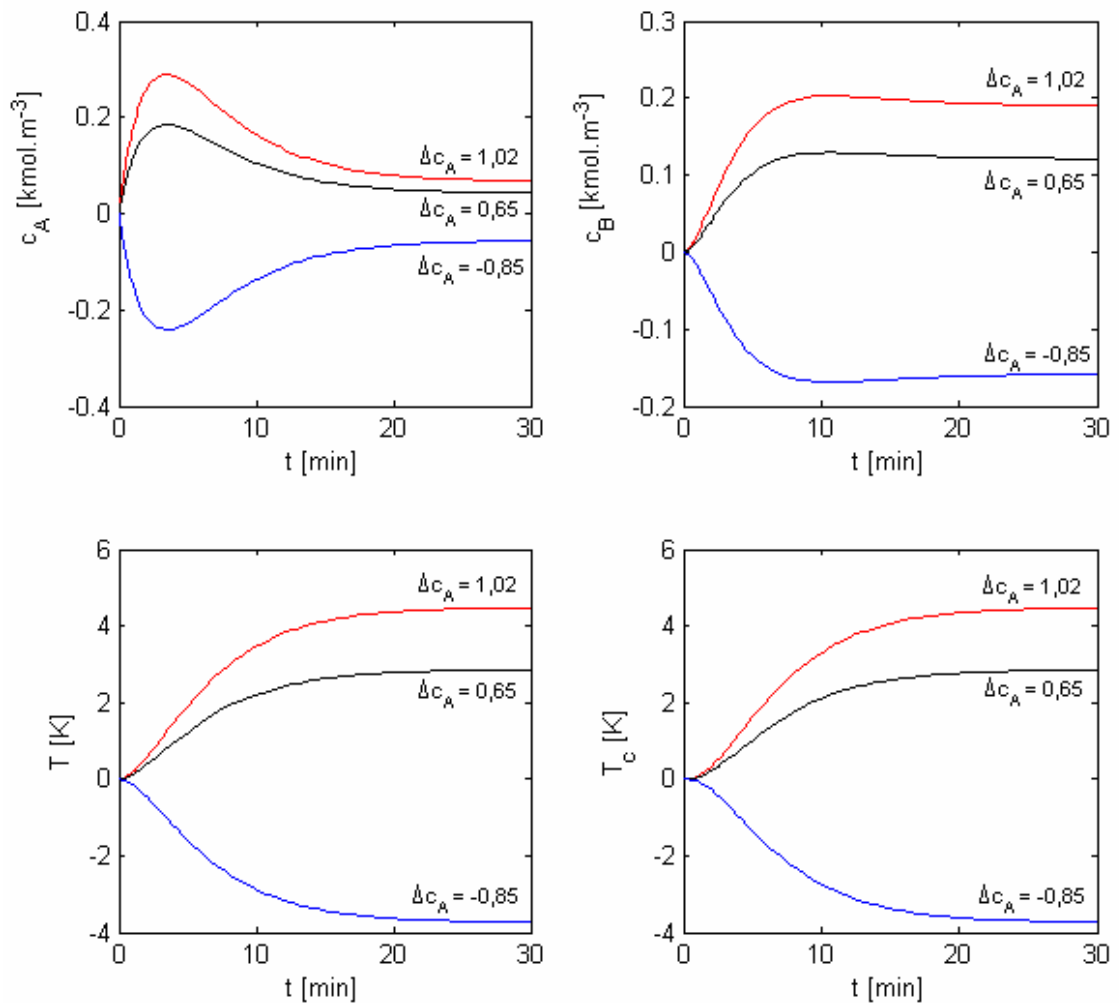 0.4
0.2
0
-0.2
-0.4
c_A [kmol.m^-3]
Δc_A = 1,02
Δc_A = 0,65
Δc_A = -0,85
0 10 20 30
t [min]
0.3
0.2
0.1
0
-0.1
-0.2
c_B [kmol.m^-3]
Δc_A = 1,02
Δc_A = 0,65
Δc_A = -0,85
0 10 20 30
t [min]
6
4
2
0
-2
-4
T [K]
Δc_A = 1,02
Δc_A = 0,65
Δc_A = -0,85
0 10 20 30
t [min]
6
4
2
0
-2
-4
T_c [K]
Δc_A = 1,02
Δc_A = 0,65
Δc_A = -0,85
0 10 20 30
t [min]